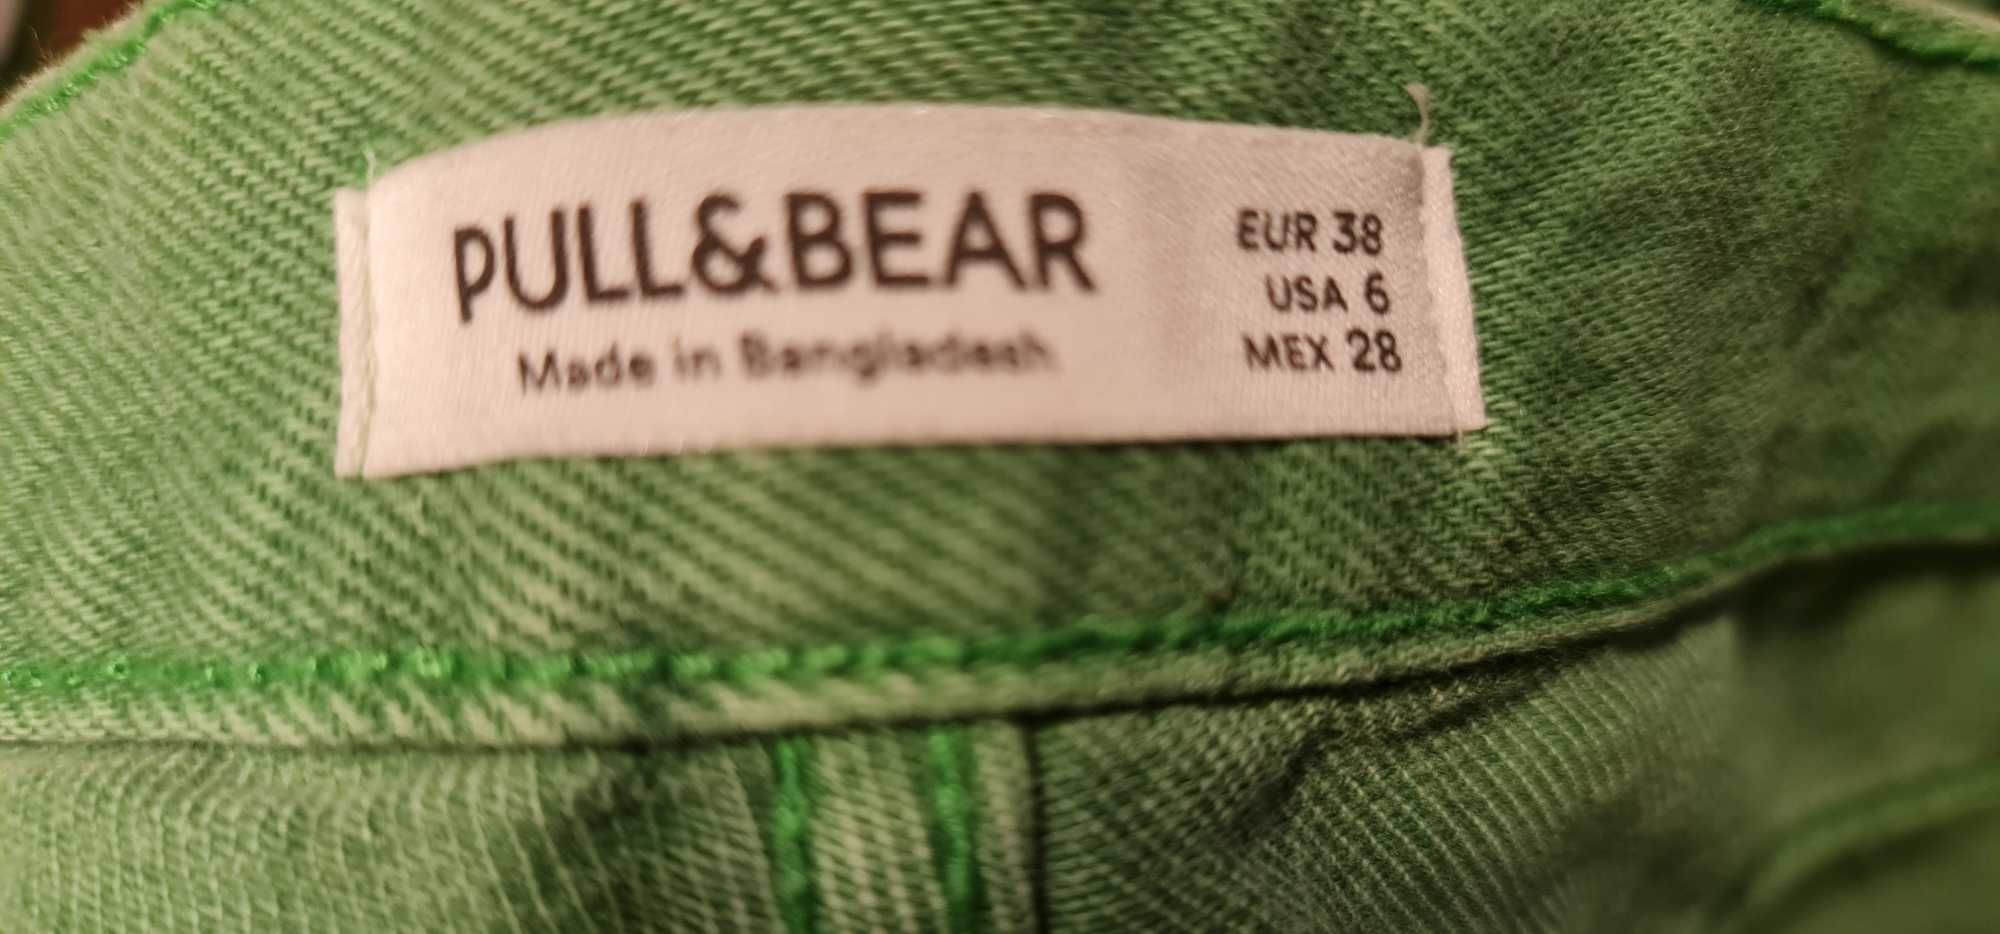 PULL&BEAR
Made in Bangladesh
EUR 38
USA 6
MEX 28